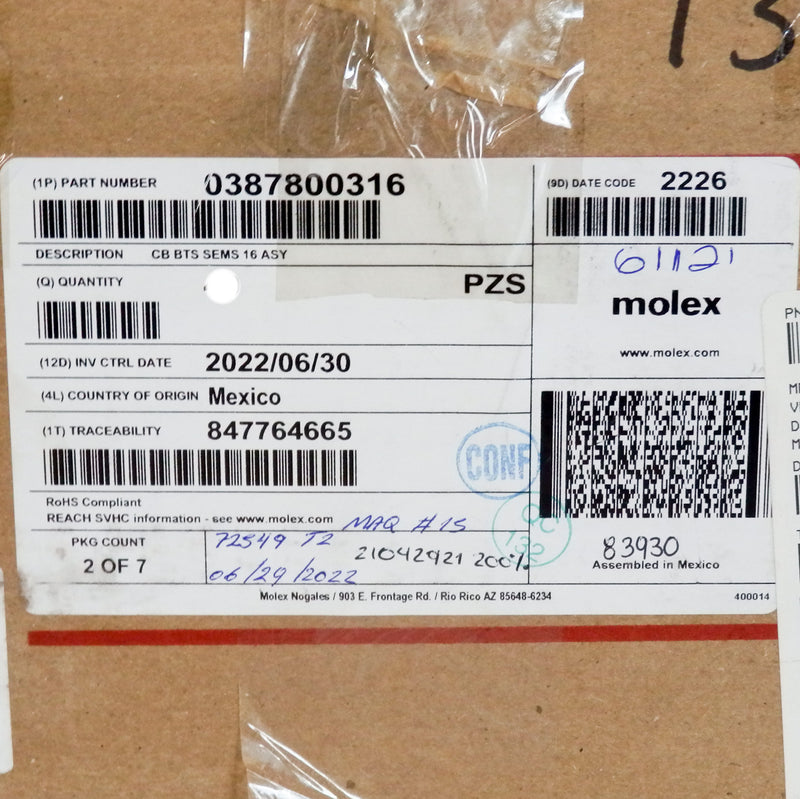 13
(1P) PART NUMBER 0387800316
(9D) DATE CODE 2226
DESCRIPTION CB BTS SEMS 16 ASY
61121
(Q) QUANTITY PZS
molex
www.molex.com
(12D) INV CTRL DATE 2022/06/30
(4L) COUNTRY OF ORIGIN Mexico
(1T) TRACEABILITY 847764665
CONF
RoHS Compliant
REACH SVHC information - see www.molex.com
MAQ #15
QC
132
PKG COUNT
2 OF 7
72549 T2
21042921 200%
06/29/2022
83930
Assembled in Mexico
Molex Nogales / 903 E. Frontage Rd. / Rio Rico AZ 85648-6234
400014